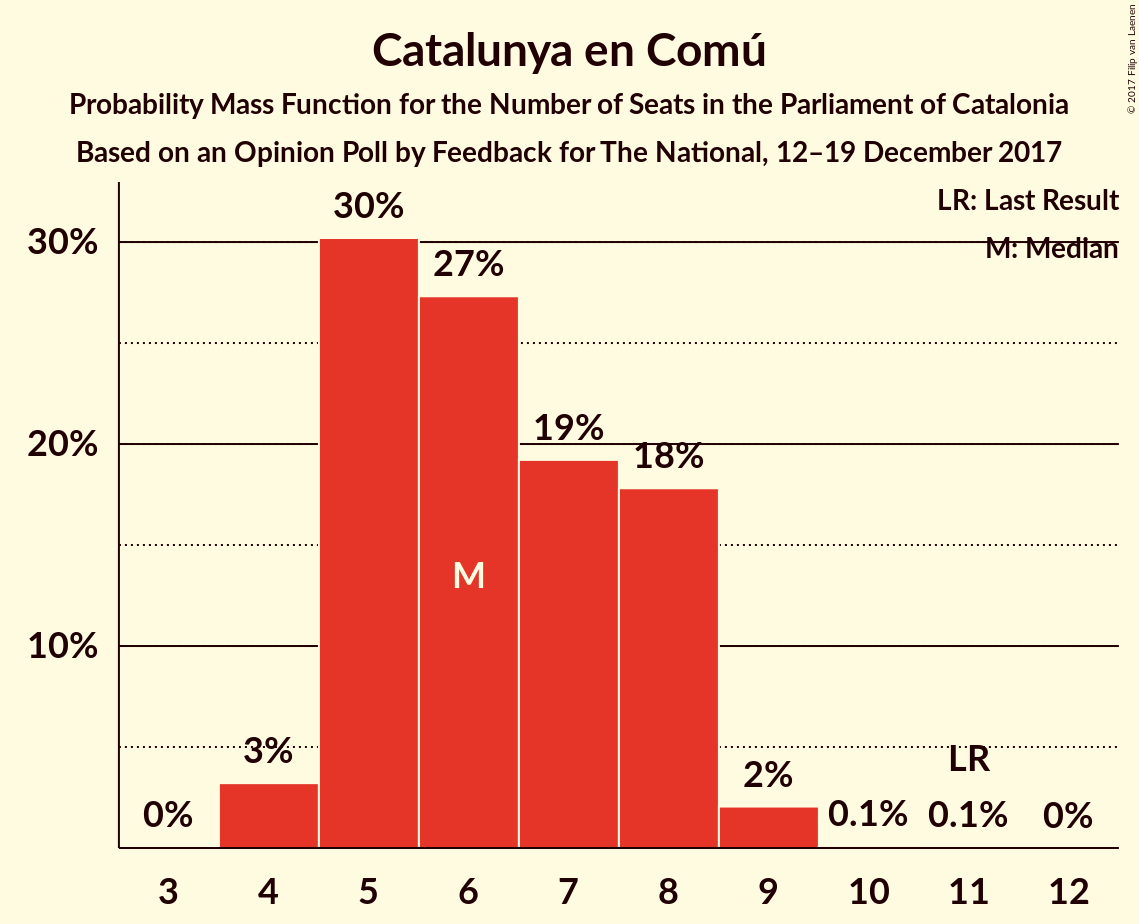 Catalunya en Comú
Probability Mass Function for the Number of Seats in the Parliament of Catalonia
Based on an Opinion Poll by Feedback for The National, 12–19 December 2017
© 2017 Filip van Laenen
LR: Last Result
M: Median
30%
20%
10%
0%
3%
30%
27%
19%
18%
2%
0.1%
0.1%
0%
M
LR
3 4 5 6 7 8 9 10 11 12